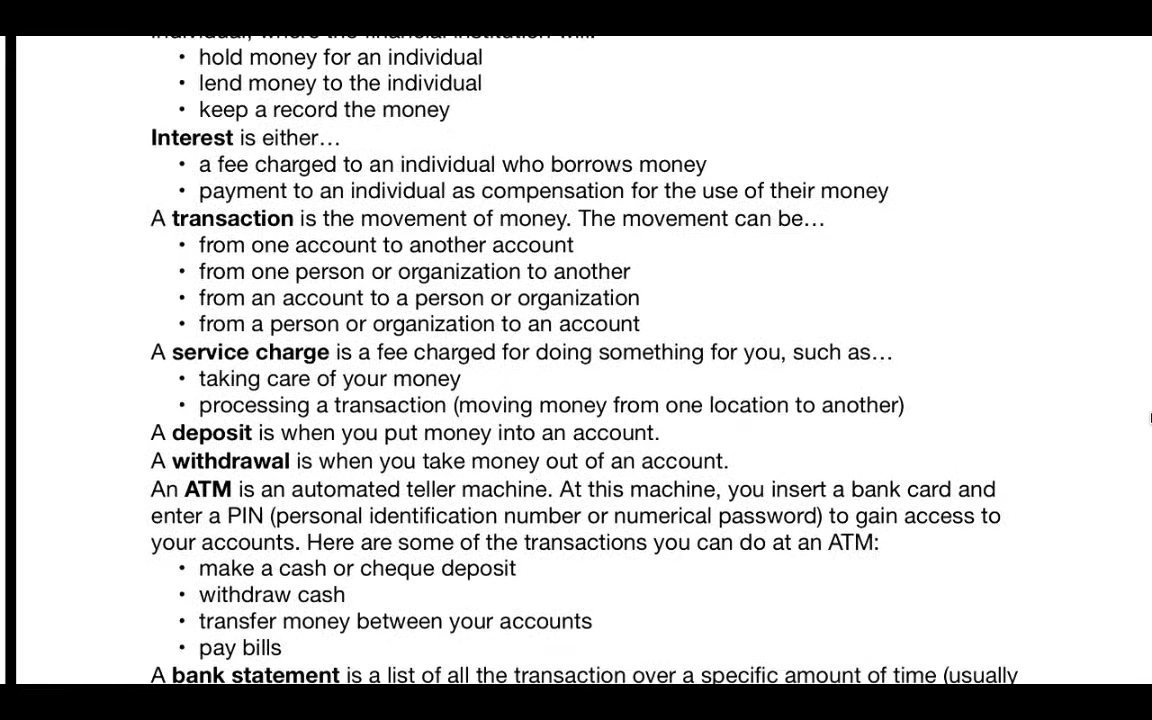 individual, where the financial institution will:
• hold money for an individual
• lend money to the individual
• keep a record the money
Interest is either…
• a fee charged to an individual who borrows money
• payment to an individual as compensation for the use of their money
A transaction is the movement of money. The movement can be…
• from one account to another account
• from one person or organization to another
• from an account to a person or organization
• from a person or organization to an account
A service charge is a fee charged for doing something for you, such as…
• taking care of your money
• processing a transaction (moving money from one location to another)
A deposit is when you put money into an account.
A withdrawal is when you take money out of an account.
An ATM is an automated teller machine. At this machine, you insert a bank card and
enter a PIN (personal identification number or numerical password) to gain access to
your accounts. Here are some of the transactions you can do at an ATM:
• make a cash or cheque deposit
• withdraw cash
• transfer money between your accounts
• pay bills
A bank statement is a list of all the transaction over a specific amount of time (usually